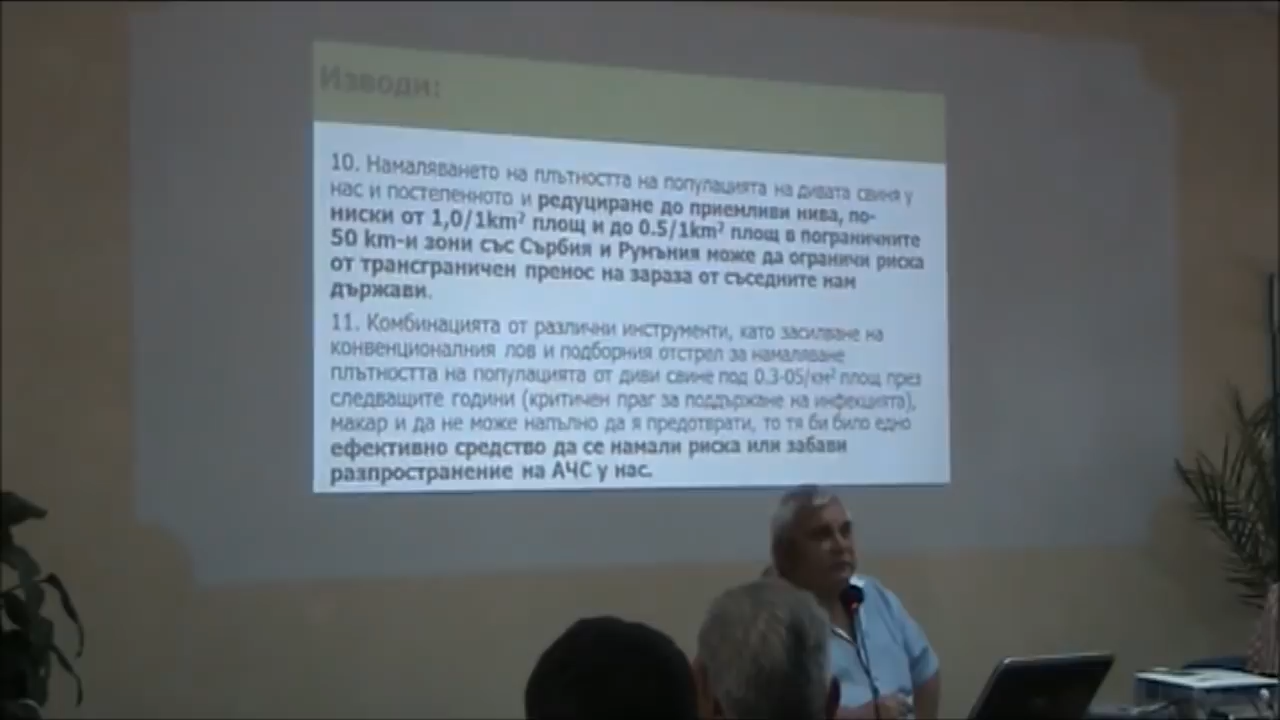 Изводи:
10. Намаляването на плътността на популацията на дивата свиня у
нас и постепенното и редуциране до приемливи нива, по-
ниски от 1,0/1km² площ и до 0.5/1km² площ в пограничните
50 km-и зони със Сърбия и Румъния може да ограничи риска
от трансграничен пренос на зараза от съседните нам
държави.
11. Комбинацията от различни инструменти, като засилване на
конвенционалния лов и подборния отстрел за намаляване
плътността на популацията от диви свине под 0.3-05/км² площ през
следващите години (критичен праг за поддържане на инфекцията),
макар и да не може напълно да я предотврати, то тя би било едно
ефективно средство да се намали риска или забави
разпространение на АЧС у нас.